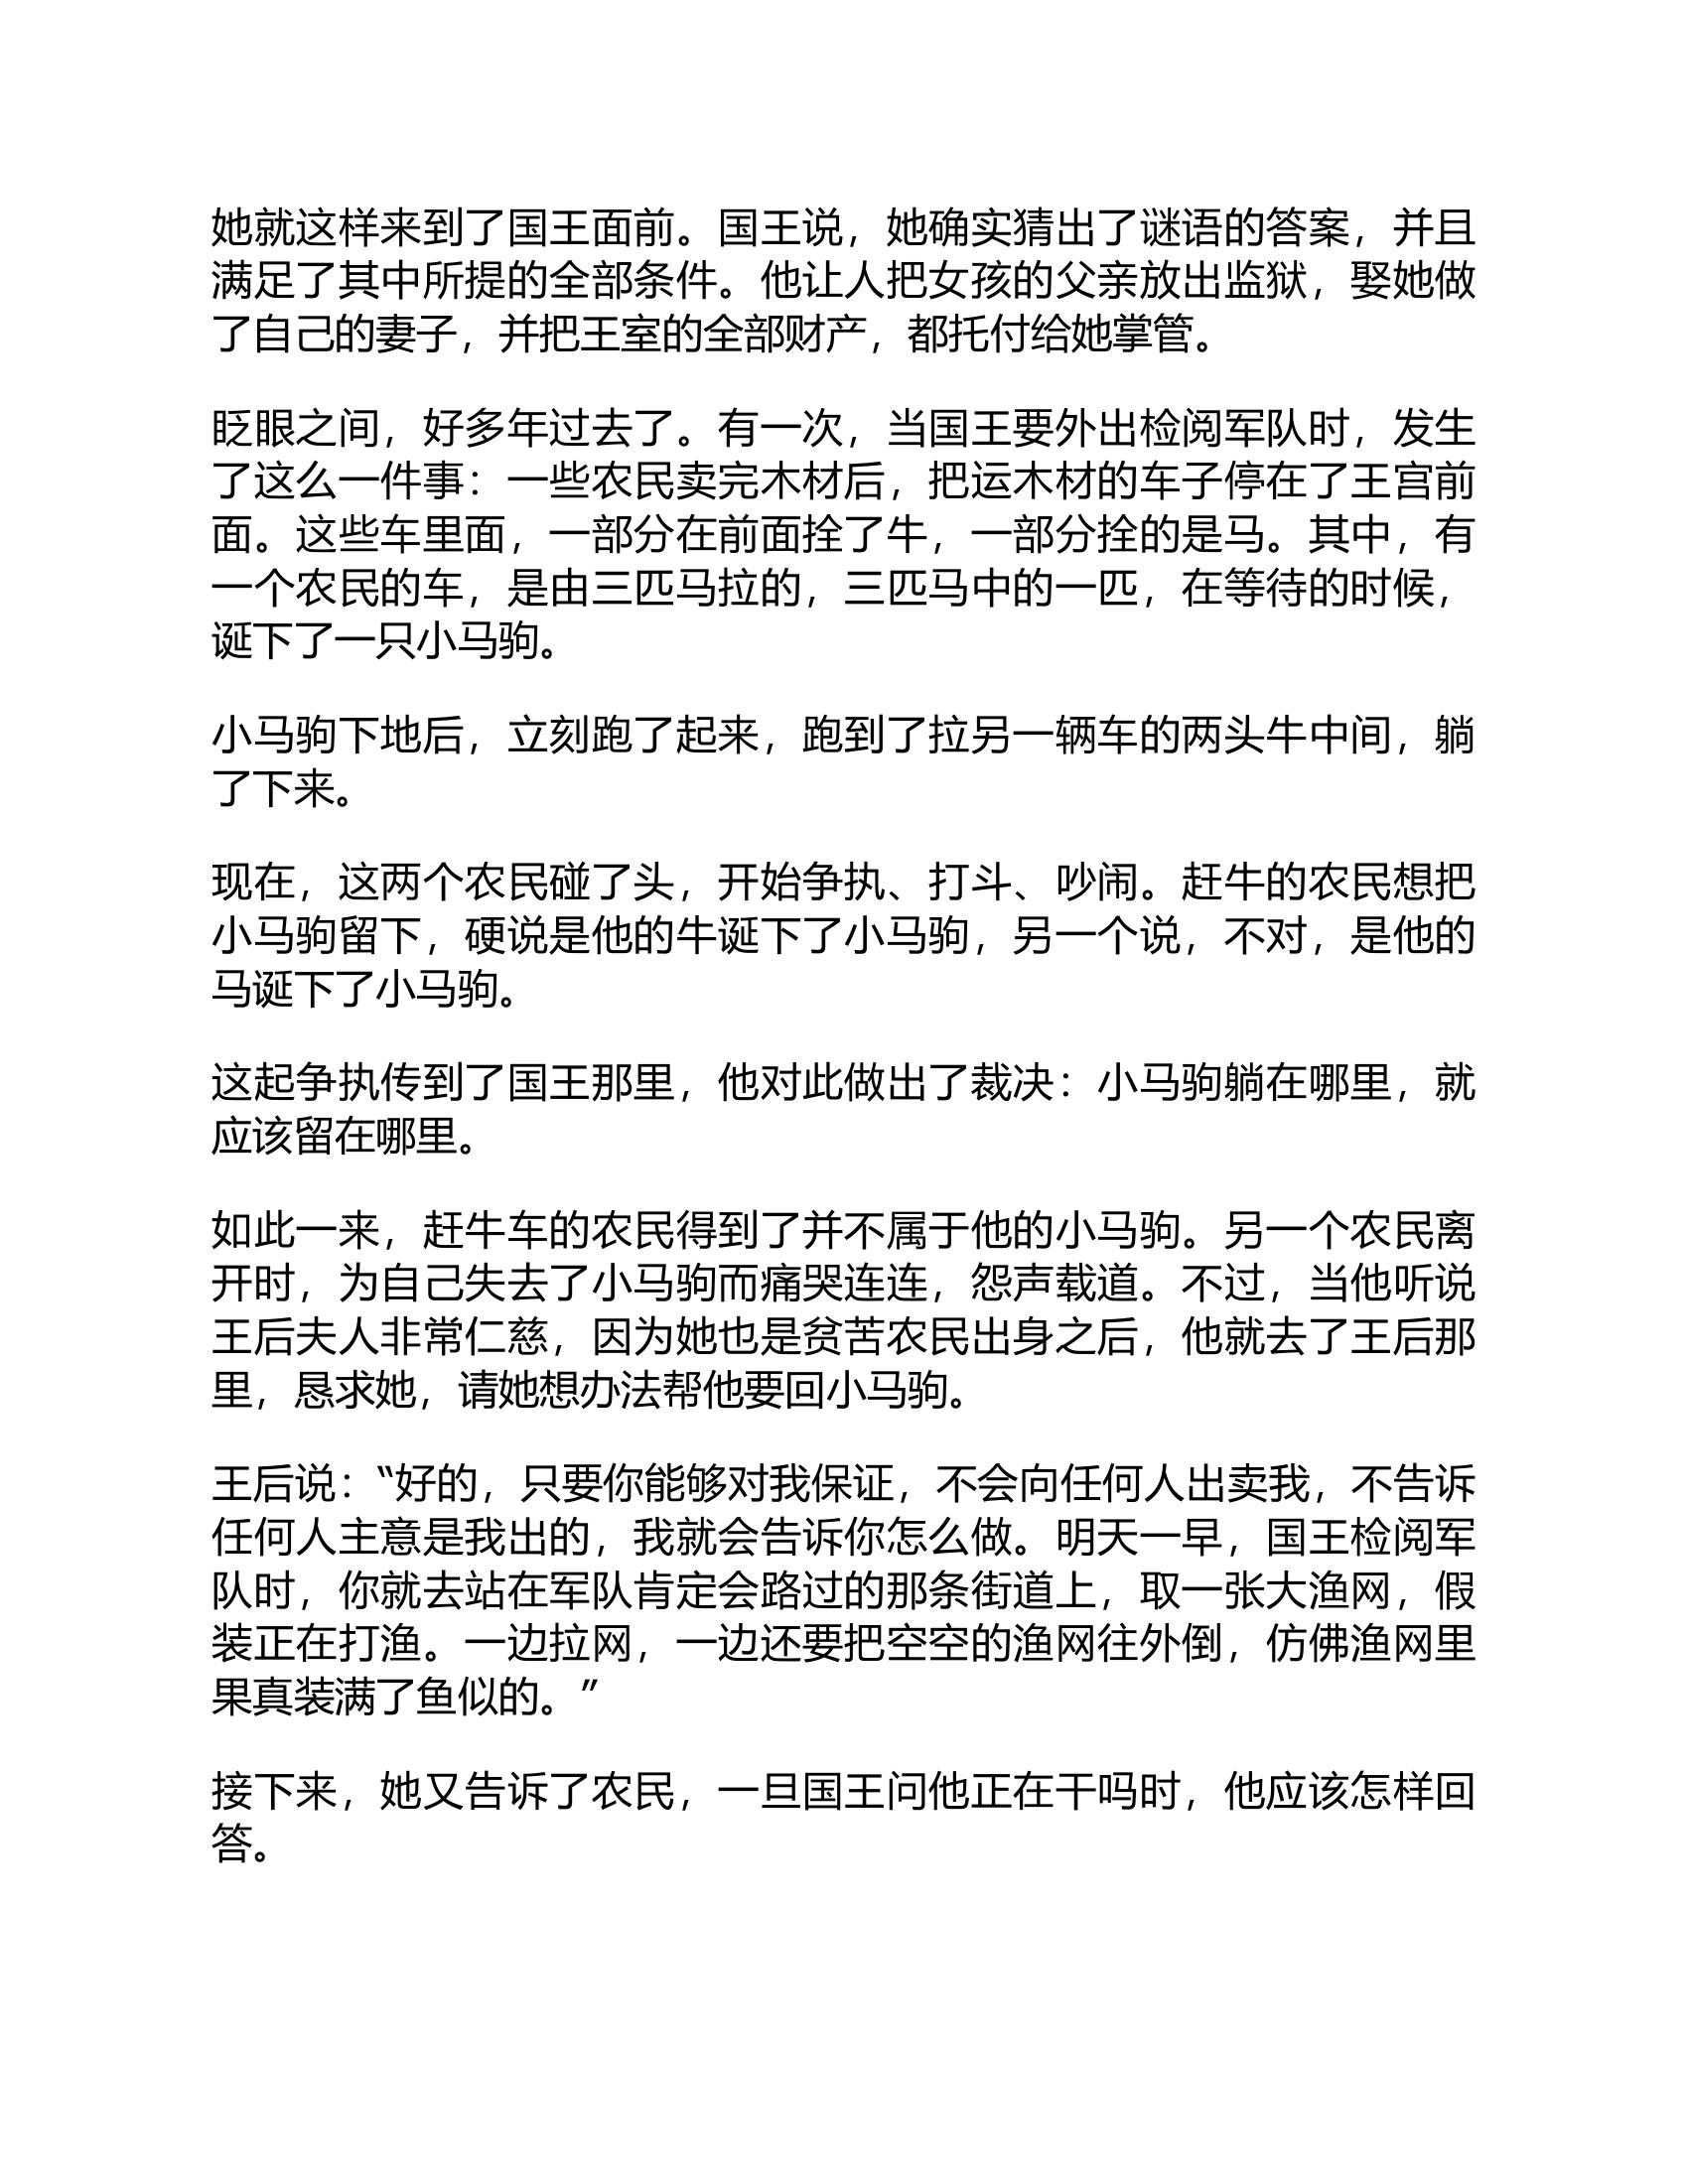 她就这样来到了国王面前。国王说，她确实猜出了谜语的答案，并且
满足了其中所提的全部条件。他让人把女孩的父亲放出监狱，娶她做
了自己的妻子，并把王室的全部财产，都托付给她掌管。
眨眼之间，好多年过去了。有一次，当国王要外出检阅军队时，发生
了这么一件事：一些农民卖完木材后，把运木材的车子停在了王宫前
面。这些车里面，一部分在前面拴了牛，一部分拴的是马。其中，有
一个农民的车，是由三匹马拉的，三匹马中的一匹，在等待的时候，
诞下了一只小马驹。
小马驹下地后，立刻跑了起来，跑到了拉另一辆车的两头牛中间，躺
了下来。
现在，这两个农民碰了头，开始争执、打斗、吵闹。赶牛的农民想把
小马驹留下，硬说是他的牛诞下了小马驹，另一个说，不对，是他的
马诞下了小马驹。
这起争执传到了国王那里，他对此做出了裁决：小马驹躺在哪里，就
应该留在哪里。
如此一来，赶牛车的农民得到了并不属于他的小马驹。另一个农民离
开时，为自己失去了小马驹而痛哭连连，怨声载道。不过，当他听说
王后夫人非常仁慈，因为她也是贫苦农民出身之后，他就去了王后那
里，恳求她，请她想办法帮他要回小马驹。
王后说：“好的，只要你能够对我保证，不会向任何人出卖我，不告诉
任何人主意是我出的，我就会告诉你怎么做。明天一早，国王检阅军
队时，你就去站在军队肯定会路过的那条街道上，取一张大渔网，假
装正在打渔。一边拉网，一边还要把空空的渔网往外倒，仿佛渔网里
果真装满了鱼似的。”
接下来，她又告诉了农民，一旦国王问他正在干吗时，他应该怎样回
答。